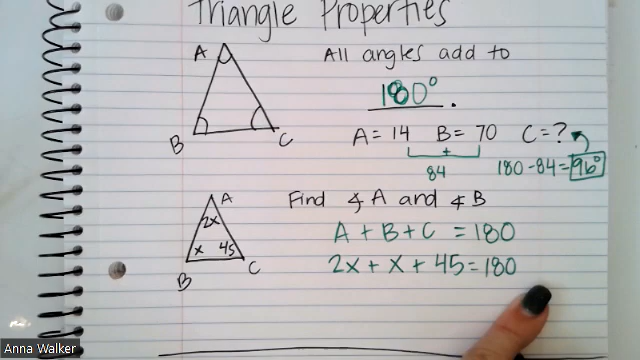 Triangle Properties
A
B
C
All angles add to
180°.
A = 14 B = 70 C = ?
+
84
180 - 84 = 96°
A
2x
x 45
B
C
Find ∡ A and ∡ B
A + B + C = 180
2x + x + 45 = 180
Anna Walker